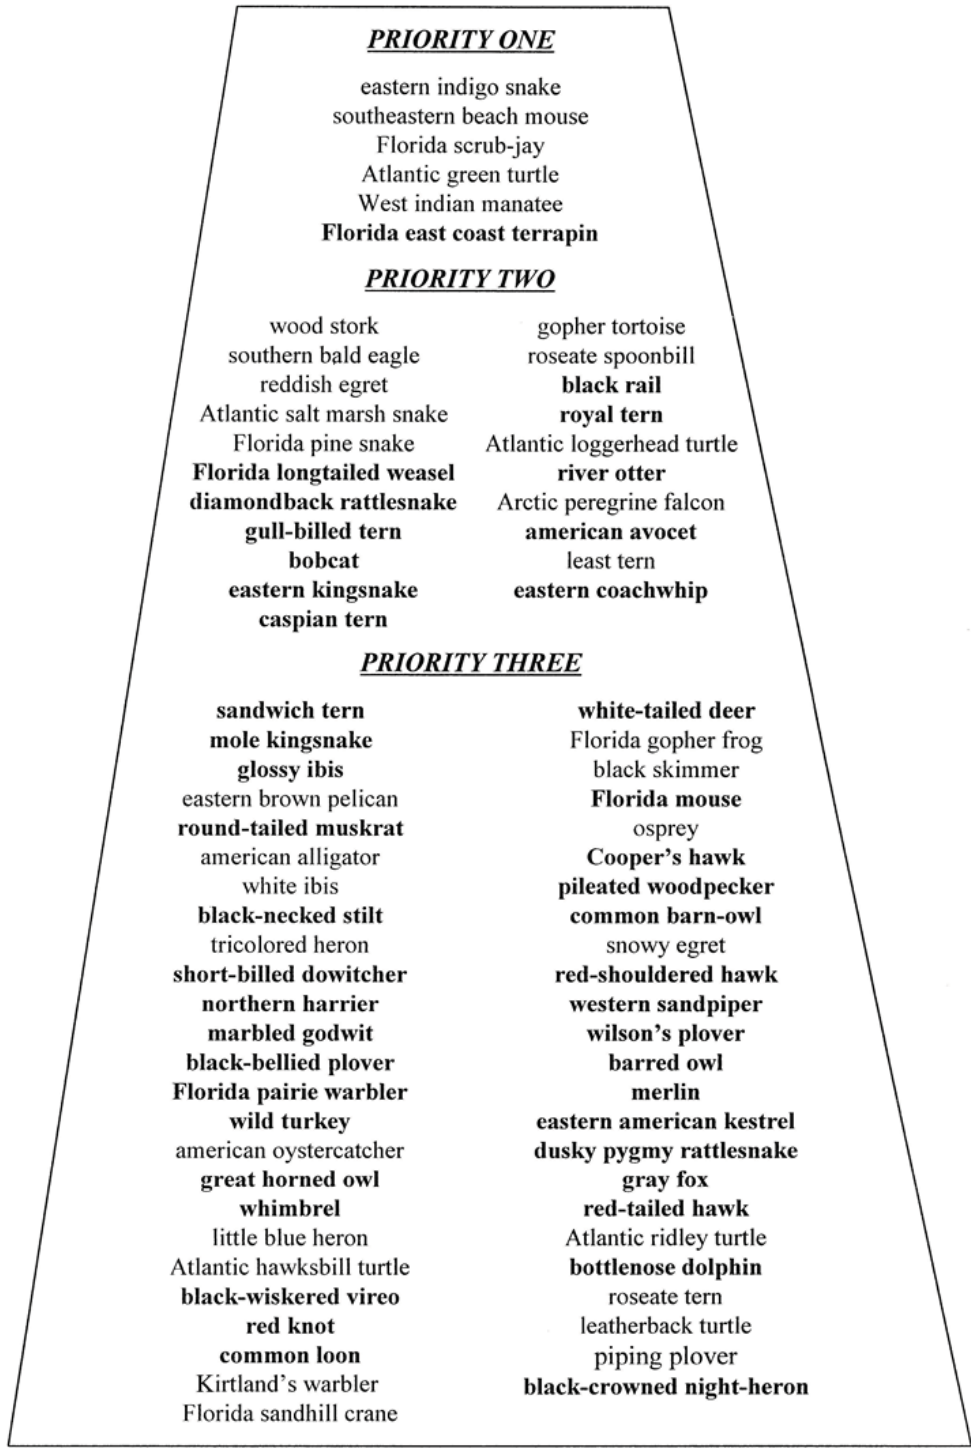 PRIORITY ONE
eastern indigo snake
southeastern beach mouse
Florida scrub-jay
Atlantic green turtle
West indian manatee
Florida east coast terrapin
PRIORITY TWO
wood stork
southern bald eagle
reddish egret
Atlantic salt marsh snake
Florida pine snake
Florida longtailed weasel
diamondback rattlesnake
gull-billed tern
bobcat
eastern kingsnake
caspian tern
gopher tortoise
roseate spoonbill
black rail
royal tern
Atlantic loggerhead turtle
river otter
Arctic peregrine falcon
american avocet
least tern
eastern coachwhip
PRIORITY THREE
sandwich tern
mole kingsnake
glossy ibis
eastern brown pelican
round-tailed muskrat
american alligator
white ibis
black-necked stilt
tricolored heron
short-billed dowitcher
northern harrier
marbled godwit
black-bellied plover
Florida pairie warbler
wild turkey
american oystercatcher
great horned owl
whimbrel
little blue heron
Atlantic hawksbill turtle
black-wiskered vireo
red knot
common loon
Kirtland's warbler
Florida sandhill crane
white-tailed deer
Florida gopher frog
black skimmer
Florida mouse
osprey
Cooper's hawk
pileated woodpecker
common barn-owl
snowy egret
red-shouldered hawk
western sandpiper
wilson's plover
barred owl
merlin
eastern american kestrel
dusky pygmy rattlesnake
gray fox
red-tailed hawk
Atlantic ridley turtle
bottlenose dolphin
roseate tern
leatherback turtle
piping plover
black-crowned night-heron